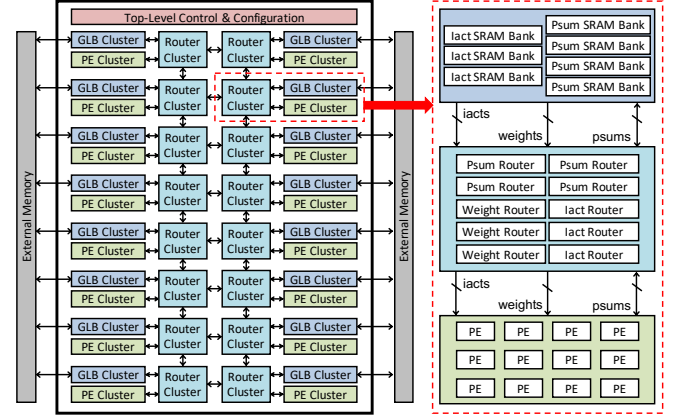 Top-Level Control & Configuration
External Memory
GLB Cluster
PE Cluster
Router
Cluster
Router
Cluster
GLB Cluster
PE Cluster
GLB Cluster
PE Cluster
Router
Cluster
Router
Cluster
GLB Cluster
PE Cluster
GLB Cluster
PE Cluster
Router
Cluster
Router
Cluster
GLB Cluster
PE Cluster
GLB Cluster
PE Cluster
Router
Cluster
Router
Cluster
GLB Cluster
PE Cluster
GLB Cluster
PE Cluster
Router
Cluster
Router
Cluster
GLB Cluster
PE Cluster
GLB Cluster
PE Cluster
Router
Cluster
Router
Cluster
GLB Cluster
PE Cluster
GLB Cluster
PE Cluster
Router
Cluster
Router
Cluster
GLB Cluster
PE Cluster
GLB Cluster
PE Cluster
Router
Cluster
Router
Cluster
GLB Cluster
PE Cluster
External Memory
Iact SRAM Bank
Iact SRAM Bank
Iact SRAM Bank
Psum SRAM Bank
Psum SRAM Bank
Psum SRAM Bank
Psum SRAM Bank
iacts
weights
psums
Psum Router Psum Router
Psum Router Psum Router
Weight Router Iact Router
Weight Router Iact Router
Weight Router Iact Router
iacts
weights
psums
PE PE PE PE
PE PE PE PE
PE PE PE PE